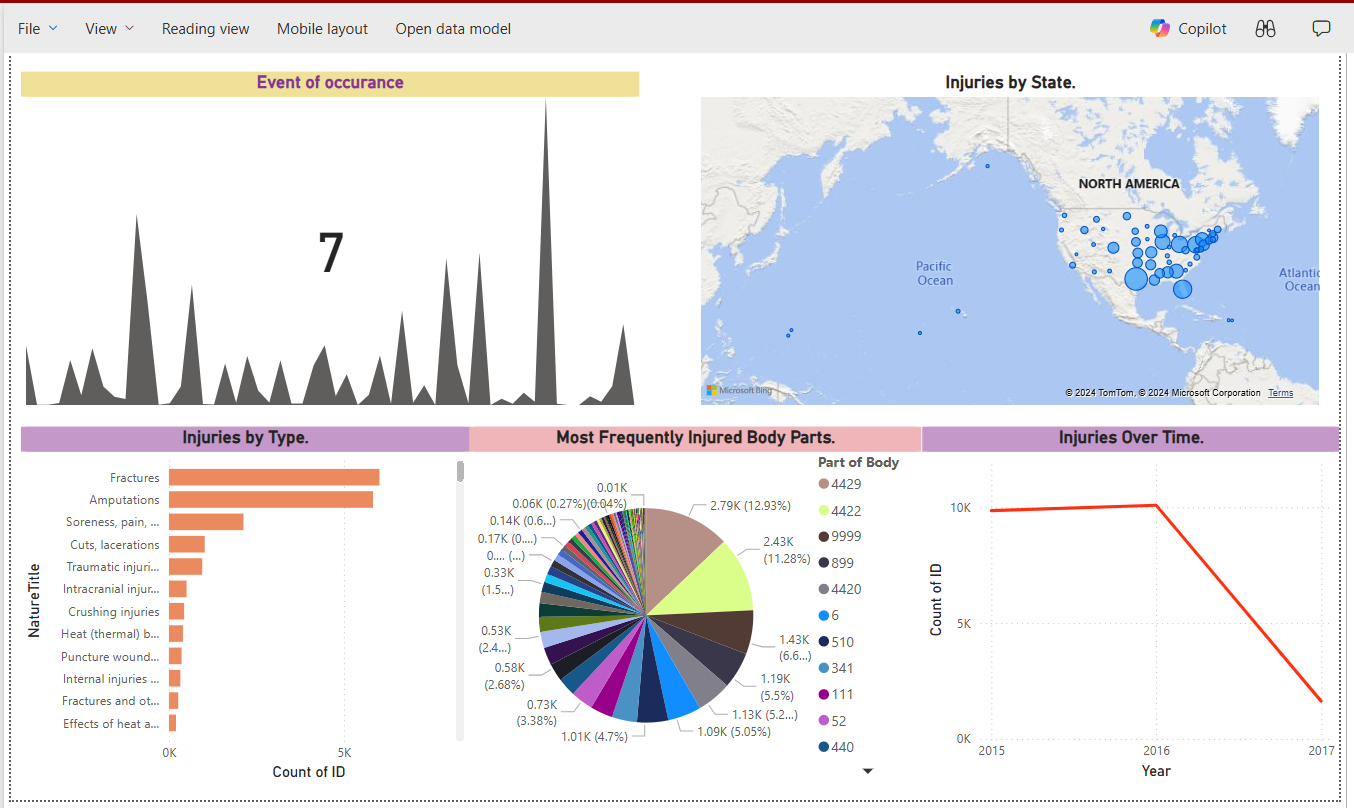 File View Reading view Mobile layout Open data model Copilot
Event of occurance
7
Injuries by State.
NORTH AMERICA
Pacific
Ocean
Atlantic
Ocean
Microsoft Bing
© 2024 TomTom, © 2024 Microsoft Corporation Terms
Injuries by Type.
NatureTitle
Fractures
Amputations
Soreness, pain, ...
Cuts, lacerations
Traumatic injuri...
Intracranial injur...
Crushing injuries
Heat (thermal) b...
Puncture wound...
Internal injuries ...
Fractures and ot...
Effects of heat a...
0K 5K
Count of ID
Most Frequently Injured Body Parts.
0.01K
(0.04%)
0.06K (0.27%)
0.14K (0.6...)
0.17K (0....)
0.... (...)
0.33K
(1.5...)
0.53K
(2.4...)
0.58K
(2.68%)
0.73K
(3.38%)
1.01K (4.7%)
1.09K (5.05%)
1.13K (5.2...)
1.19K
(5.5%)
1.43K
(6.6...)
2.43K
(11.28%)
2.79K (12.93%)
Part of Body
4429
4422
9999
899
4420
6
510
341
111
52
440
Injuries Over Time.
Count of ID
10K
5K
0K
2015 2016 2017
Year